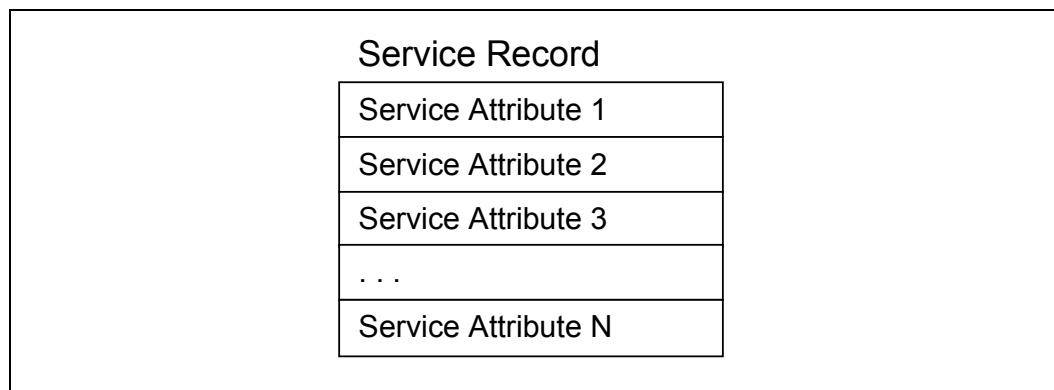 Service Record
Service Attribute 1
Service Attribute 2
Service Attribute 3
. . .
Service Attribute N